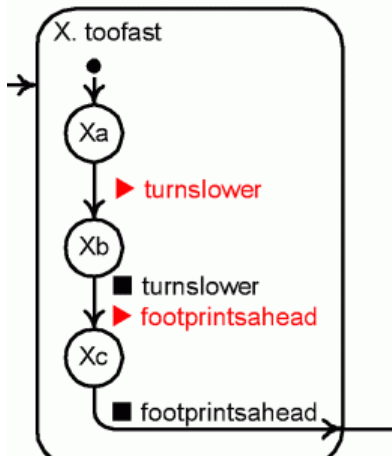 X. toofast
Xa
turnslower
Xb
turnslower
footprintsahead
Xc
footprintsahead